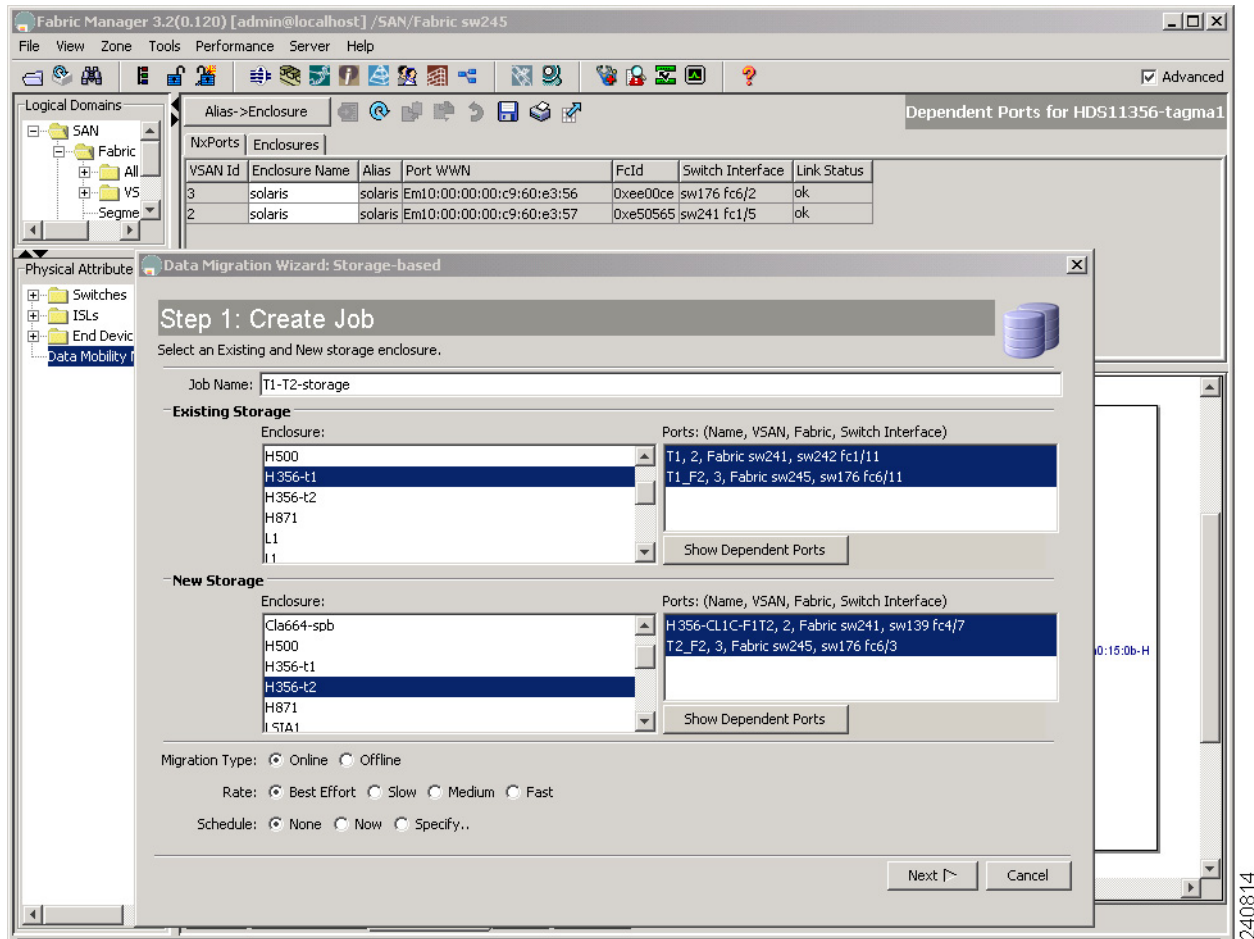 Fabric Manager 3.2(0.120) [admin@localhost] /SAN/Fabric sw245
File View Zone Tools Performance Server Help
Advanced
Logical Domains
SAN
Fabric
All
VS
Segme
Alias->Enclosure
Dependent Ports for HDS11356-tagma1
NxPorts Enclosures
VSAN Id Enclosure Name Alias Port WWN FcId Switch Interface Link Status
3 solaris solaris Em10:00:00:00:c9:60:e3:56 0xee00ce sw176 fc6/2 ok
2 solaris solaris Em10:00:00:00:c9:60:e3:57 0xe50565 sw241 fc1/5 ok
Physical Attribute
Switches
ISLs
End Devic
Data Mobility
Data Migration Wizard: Storage-based
Step 1: Create Job
Select an Existing and New storage enclosure.
Job Name: T1-T2-storage
Existing Storage
Enclosure:
H500
H356-t1
H356-t2
H871
L1
L1
Ports: (Name, VSAN, Fabric, Switch Interface)
T1, 2, Fabric sw241, sw242 fc1/11
T1_F2, 3, Fabric sw245, sw176 fc6/11
Show Dependent Ports
New Storage
Enclosure:
Cla664-spb
H500
H356-t1
H356-t2
H871
LSIA1
Ports: (Name, VSAN, Fabric, Switch Interface)
H356-CL1C-F1T2, 2, Fabric sw241, sw139 fc4/7
T2_F2, 3, Fabric sw245, sw176 fc6/3
Show Dependent Ports
Migration Type: Online Offline
Rate: Best Effort Slow Medium Fast
Schedule: None Now Specify..
Next Cancel
0:15:0b-H
240814